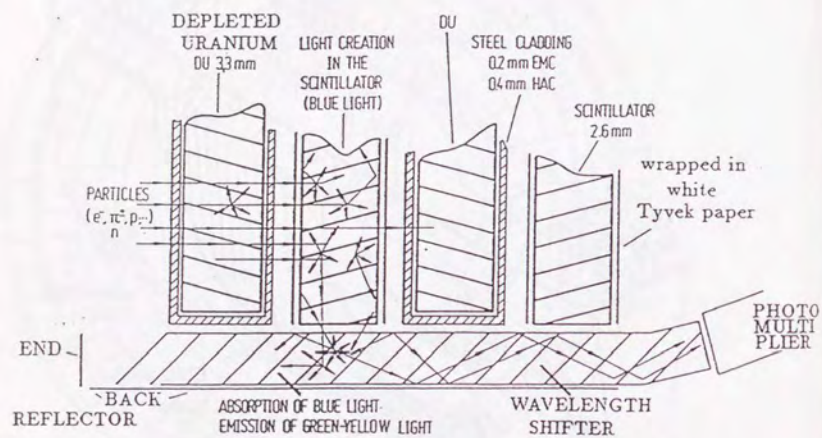 DEPLETED
URANIUM
DU 3,3 mm
LIGHT CREATION
IN THE
SCINTILLATOR
(BLUE LIGHT)
DU
STEEL CLADDING
0.2 mm EMC
0.4 mm HAC
SCINTILLATOR
2.6 mm
wrapped in
white
Tyvek paper
PARTICLES
(e⁻, π±, p...)
n
PHOTO
MULTI
PLIER
END
BACK
REFLECTOR
ABSORPTION OF BLUE LIGHT-
EMISSION OF GREEN-YELLOW LIGHT
WAVELENGTH
SHIFTER